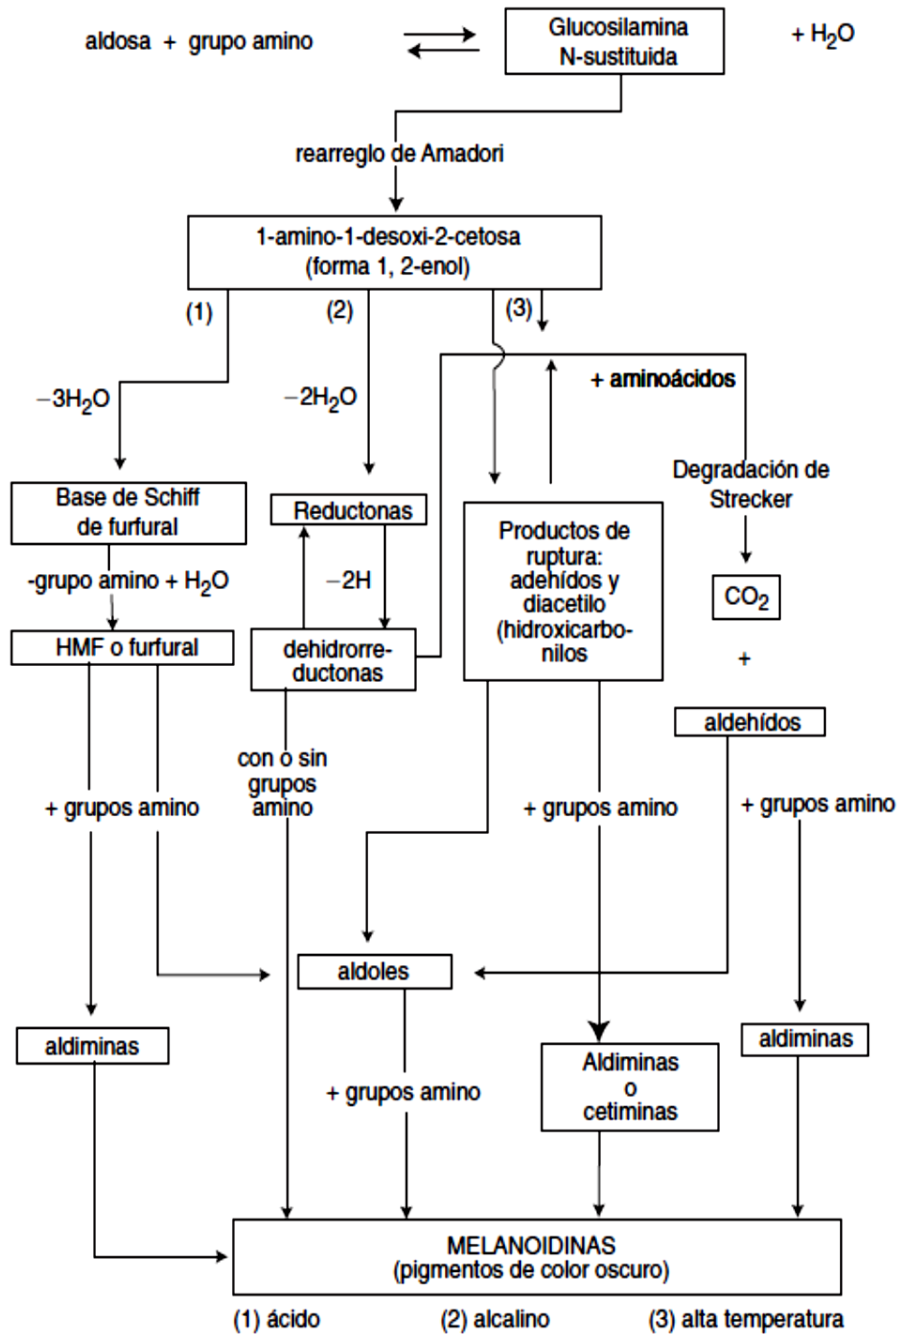 aldosa + grupo amino
Glucosilamina
N-sustituida
+ H2O
rearreglo de Amadori
1-amino-1-desoxi-2-cetosa
(forma 1, 2-enol)
(1)
(2)
(3)
−3H2O
−2H2O
+ aminoácidos
Degradación de
Strecker
Base de Schiff
de furfural
Reductonas
Productos de
ruptura:
adehídos y
diacetilo
(hidroxicarbo-
nilos
-grupo amino + H2O
−2H
CO2
HMF o furfural
dehidrorre-
ductonas
+
aldehídos
con o sin
grupos
amino
+ grupos amino
+ grupos amino
+ grupos amino
aldoles
aldiminas
aldiminas
Aldiminas
o
cetiminas
+ grupos amino
MELANOIDINAS
(pigmentos de color oscuro)
(1) ácido
(2) alcalino
(3) alta temperatura